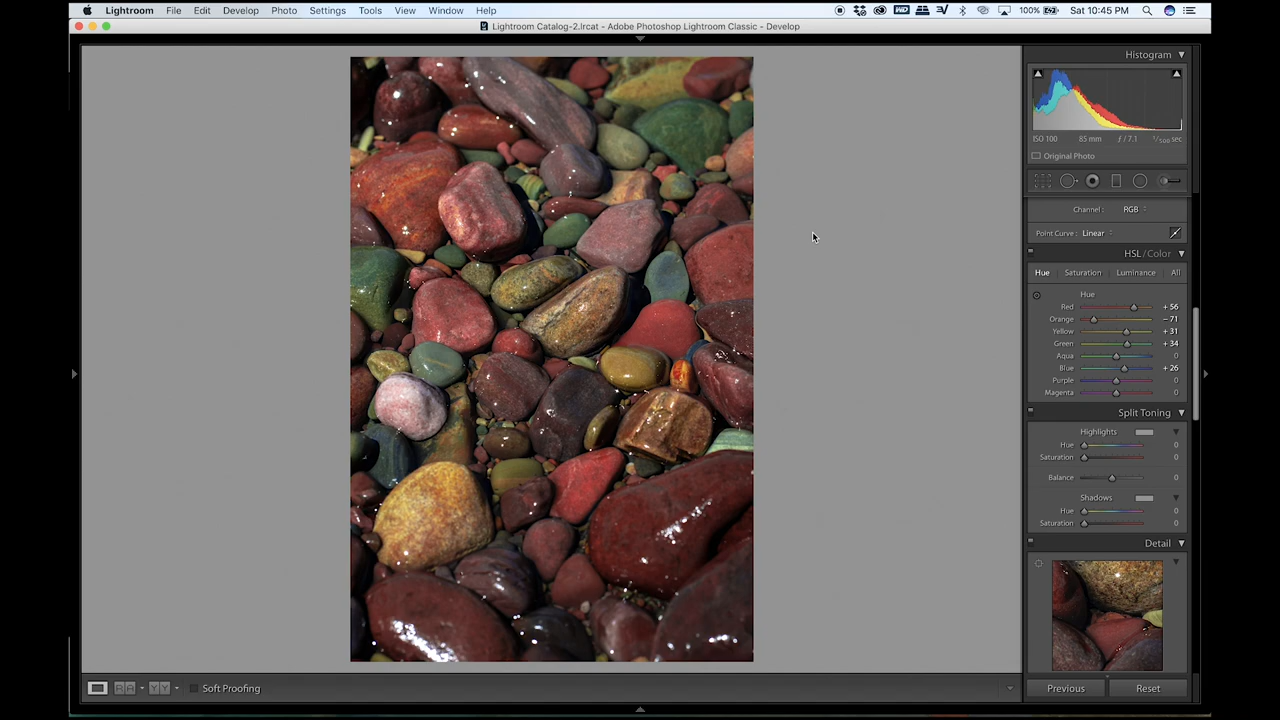 Lightroom File Edit Develop Photo Settings Tools View Window Help 100% Sat 10:45 PM
Lightroom Catalog-2.lrcat - Adobe Photoshop Lightroom Classic - Develop
Histogram
ISO 100 85 mm ƒ / 7.1 1/500 sec
Original Photo
Channel : RGB
Point Curve : Linear
HSL / Color
Hue Saturation Luminance All
Hue
Red + 56
Orange – 71
Yellow + 31
Green + 34
Aqua 0
Blue + 26
Purple 0
Magenta 0
Split Toning
Highlights
Hue 0
Saturation 0
Balance 0
Shadows
Hue 0
Saturation 0
Detail
R A Y Y Soft Proofing Previous Reset